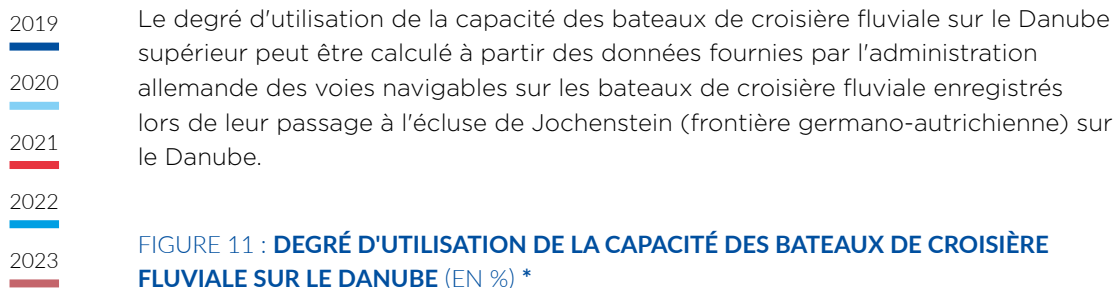 2019
2020
2021
2022
2023
Le degré d'utilisation de la capacité des bateaux de croisière fluviale sur le Danube
supérieur peut être calculé à partir des données fournies par l'administration
allemande des voies navigables sur les bateaux de croisière fluviale enregistrés
lors de leur passage à l'écluse de Jochenstein (frontière germano-autrichienne) sur
le Danube.
FIGURE 11 : DEGRÉ D'UTILISATION DE LA CAPACITÉ DES BATEAUX DE CROISIÈRE
FLUVIALE SUR LE DANUBE (EN %) *